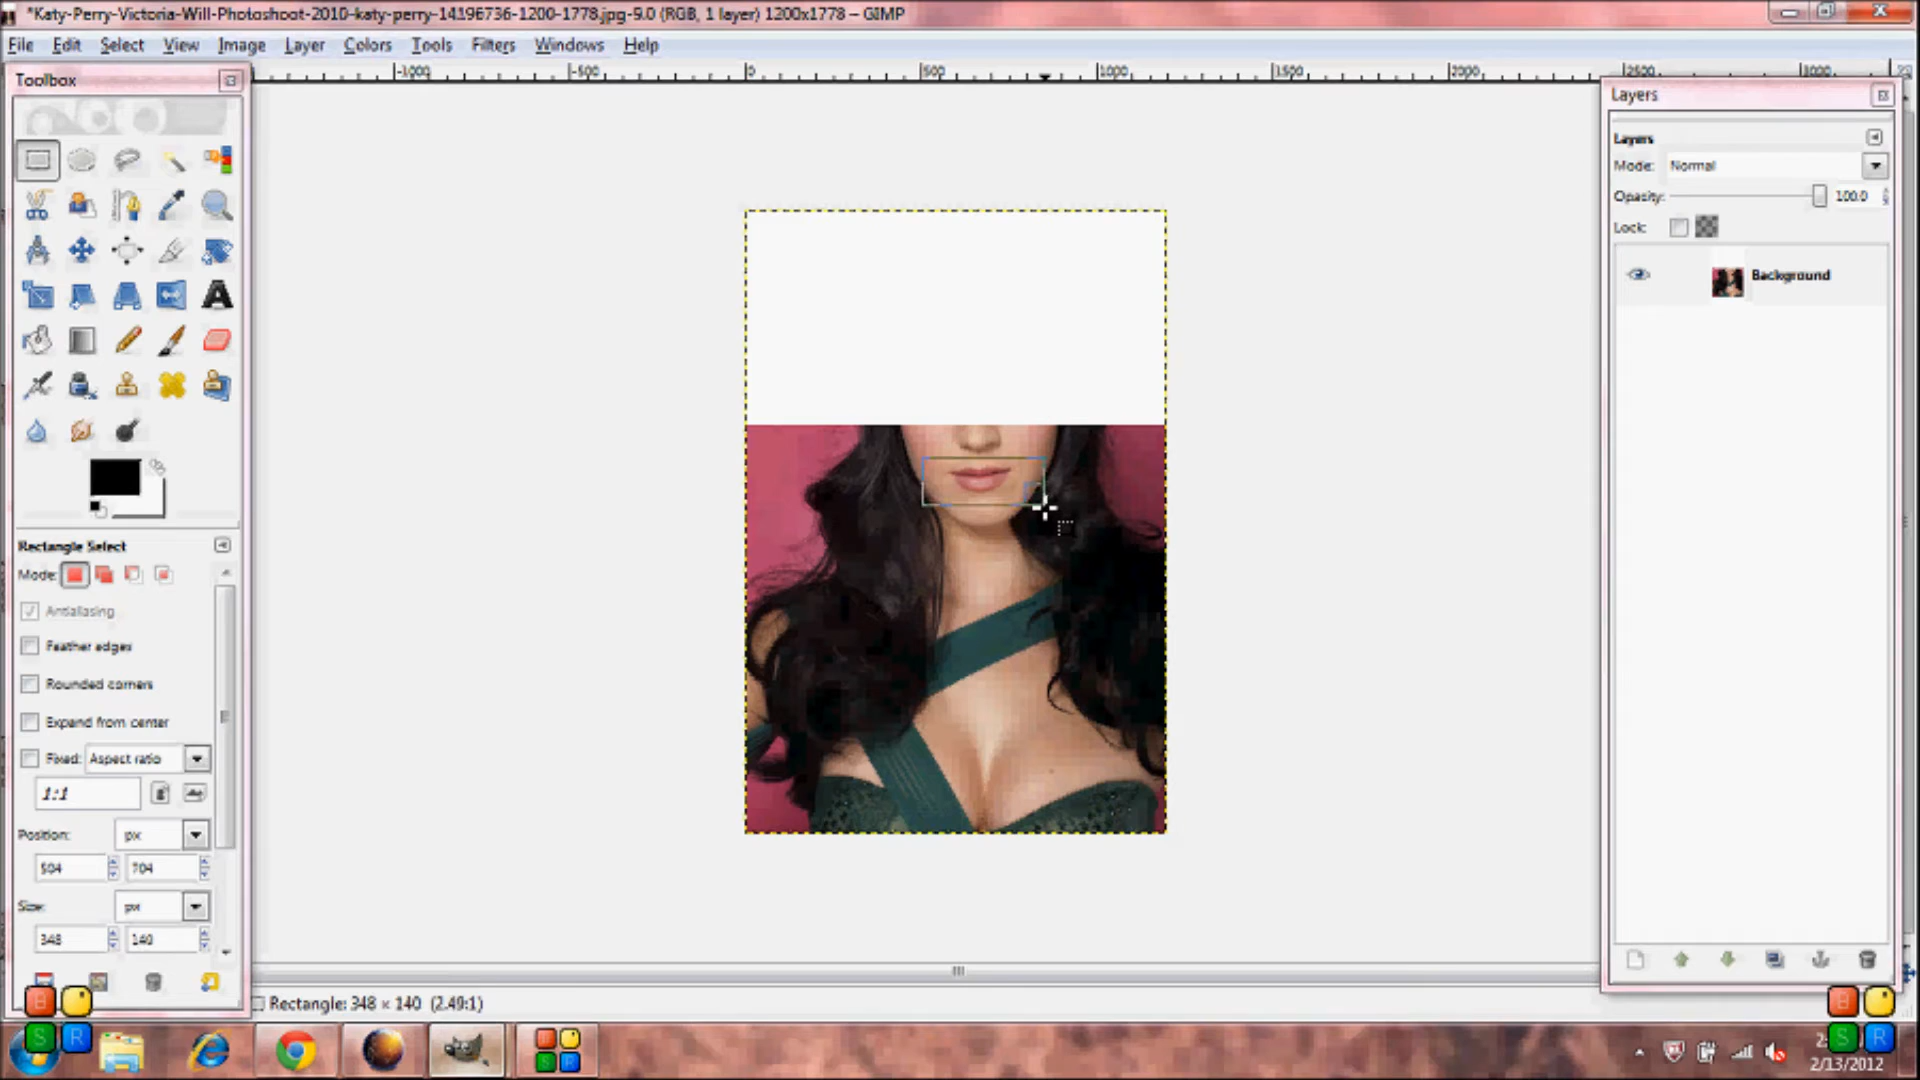 *Katy-Perry-Victoria-Will-Photoshoot-2010-katy-perry-14196736-1200-1778.jpg-9.0 (RGB, 1 layer) 1200x1778 – GIMP
File Edit Select View Image Layer Colors Tools Filters Windows Help
-1000 -500 0 500 1000 1500 2000 2500 3000
Toolbox
Layers
Layers
Mode: Normal
Opacity: 100.0
Lock:
Background
Rectangle Select
Mode:
Antialiasing
Feather edges
Rounded corners
Expand from center
Fixed: Aspect ratio
1:1
Position: px
504 704
Size: px
348 140
Rectangle: 348 × 140 (2.49:1)
B
S R
B
S R
B
S R
2/13/2012